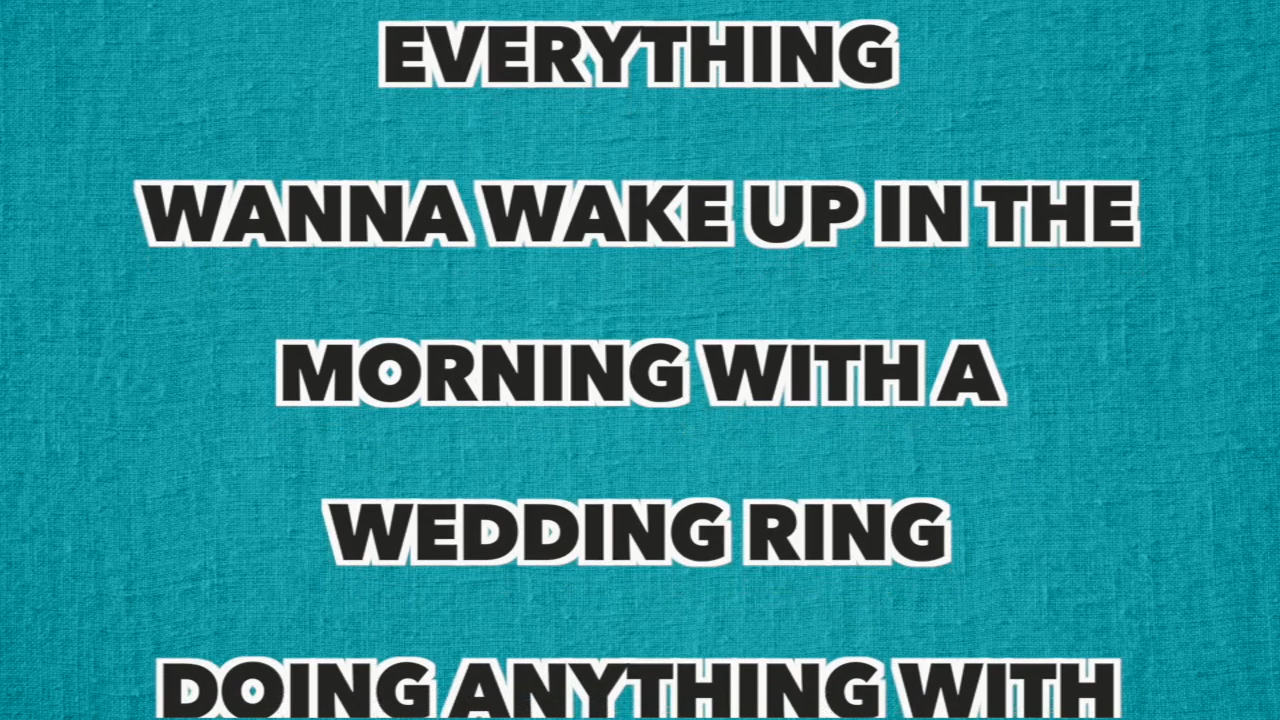 EVERYTHING
WANNA WAKE UP IN THE
MORNING WITH A
WEDDING RING
DOING ANYTHING WITH